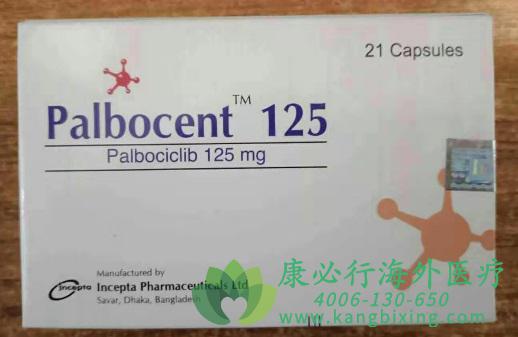 21 Capsules
Palbocent™ 125
Palbociclib 125 mg
Manufactured by
Incepta Incepta Pharmaceuticals Ltd
Savar, Dhaka, Bangladesh
康必行海外医疗
4006-130-650
www.kangbixing.com